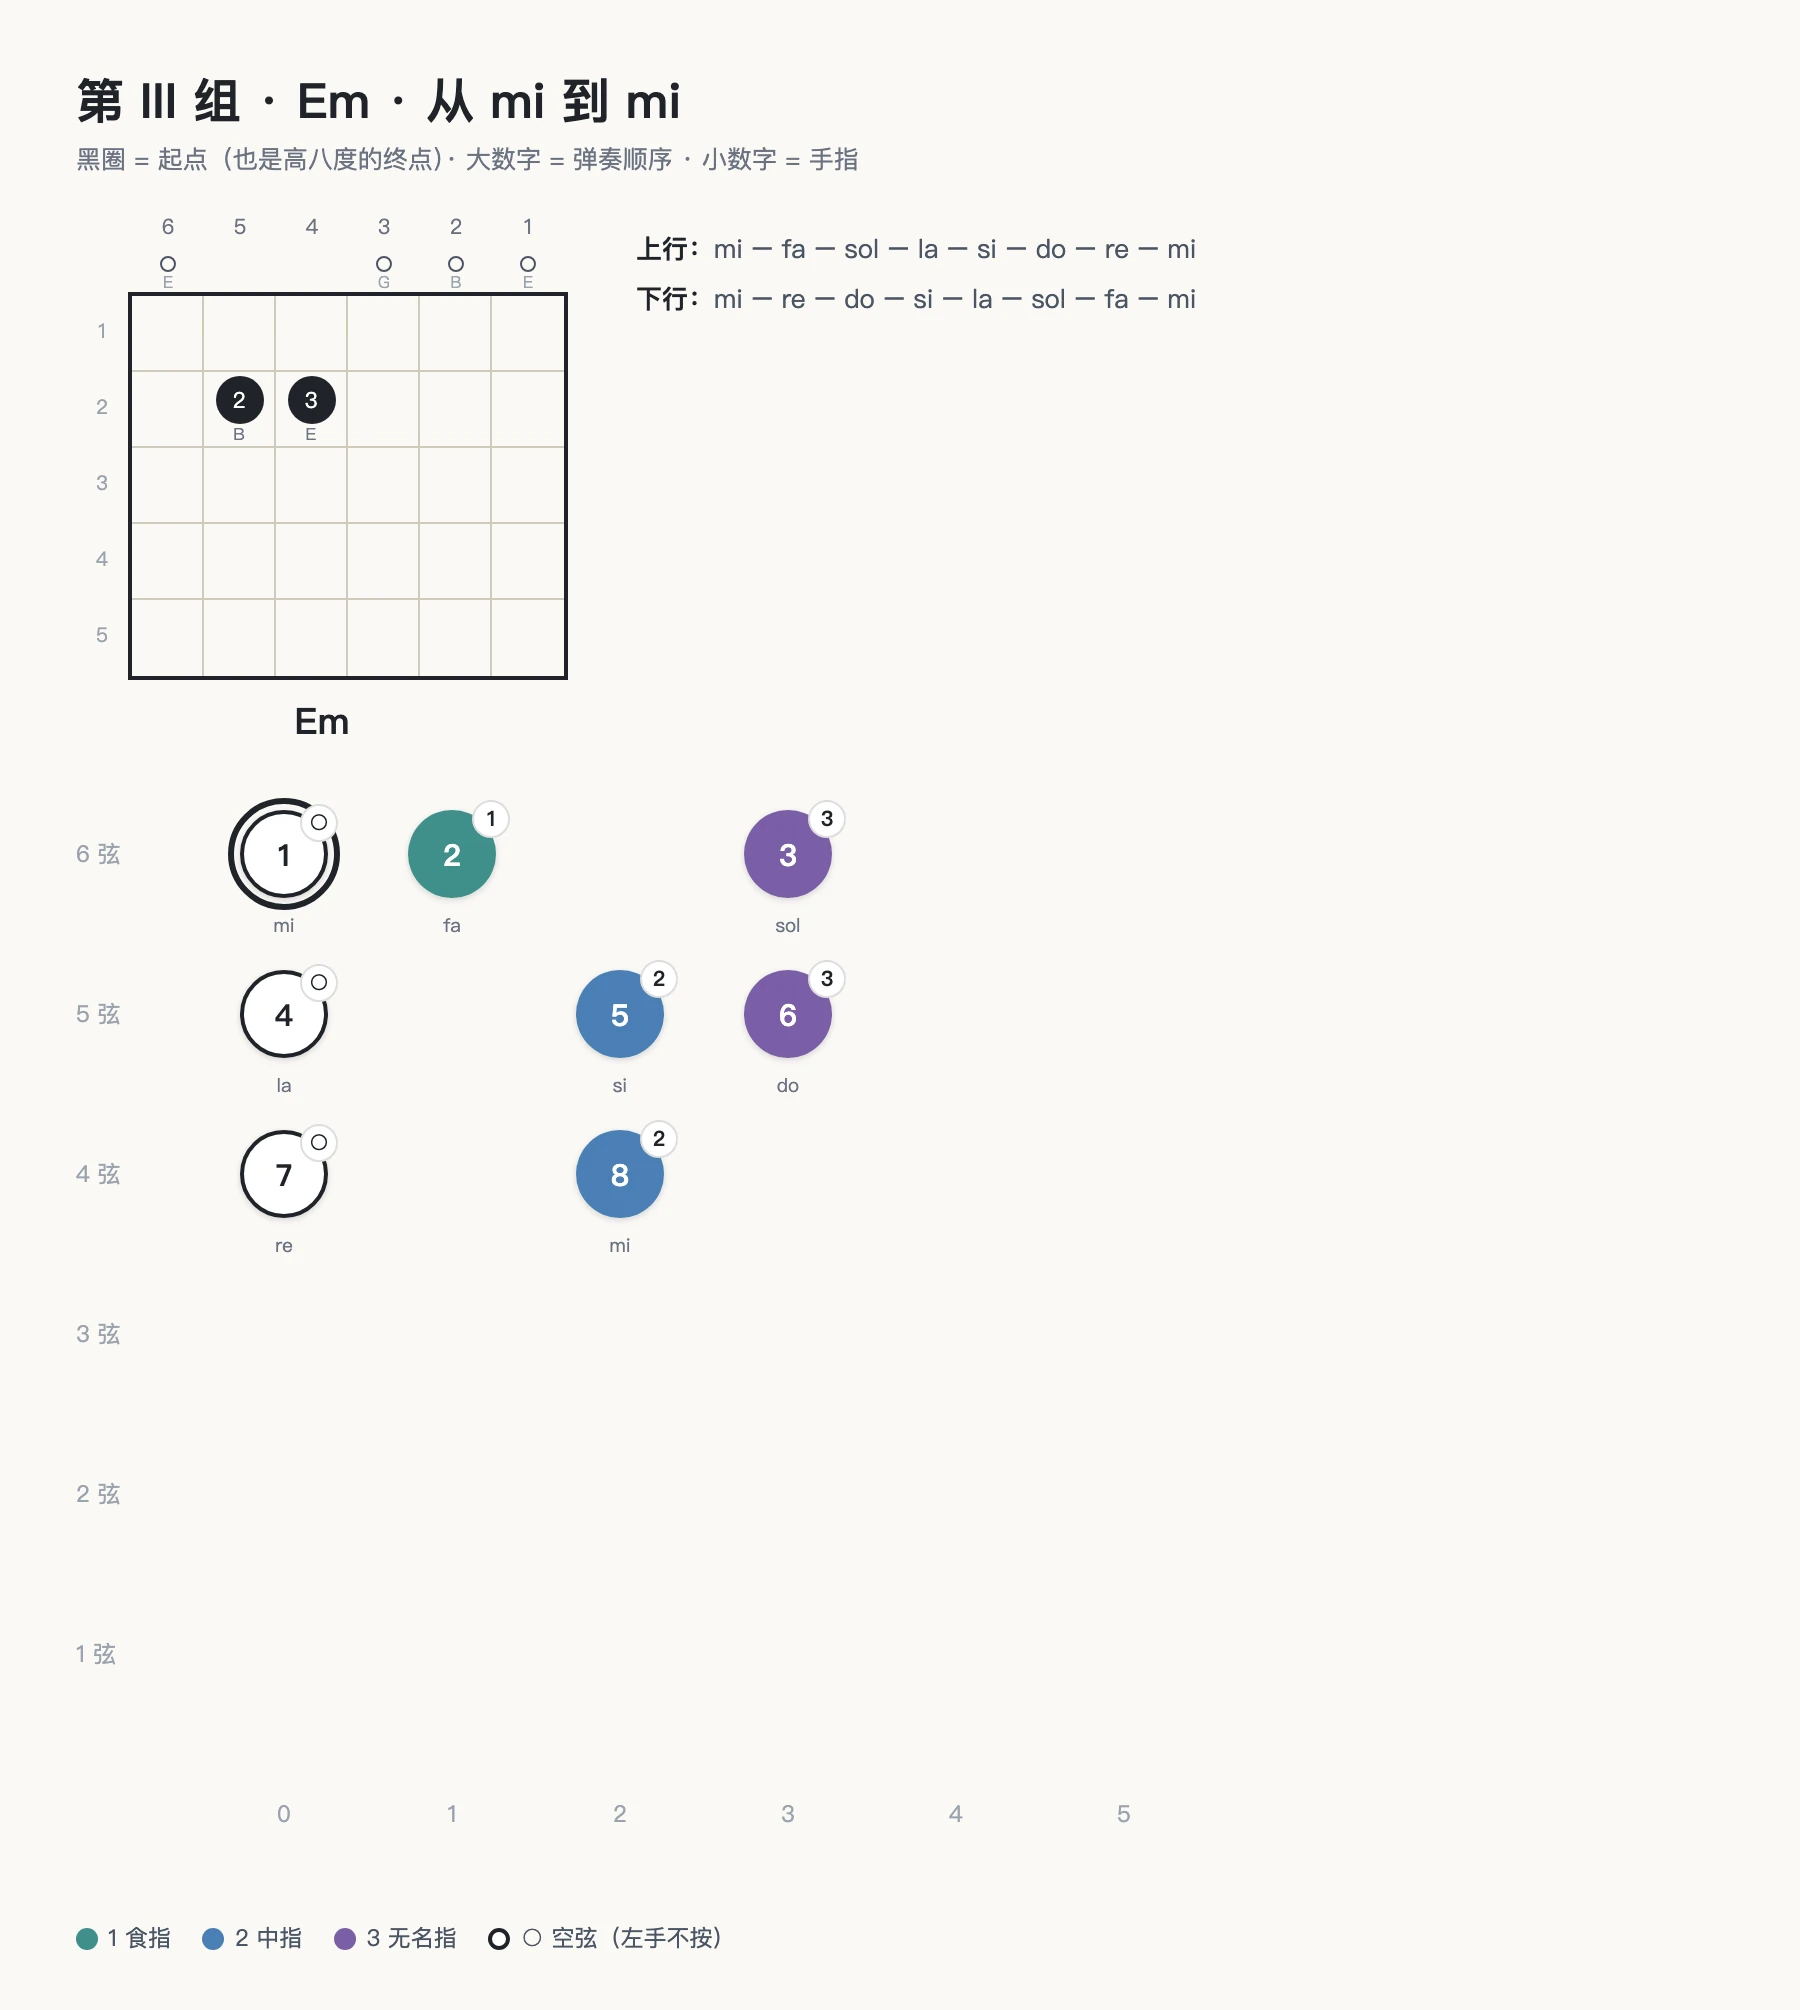 第 III 组 · Em · 从 mi 到 mi
黑圈 = 起点（也是高八度的终点）· 大数字 = 弹奏顺序 · 小数字 = 手指
6 5 4 3 2 1
E G B E
上行： mi — fa — sol — la — si — do — re — mi
下行： mi — re — do — si — la — sol — fa — mi
1
2 2 3
B E
3
4
5
Em
6 弦 1 2 1 3 3
mi fa sol
5 弦 4 5 2 6 3
la si do
4 弦 7 8 2
re mi
3 弦
2 弦
1 弦
0 1 2 3 4 5
1 食指 2 中指 3 无名指 ○ 空弦（左手不按）